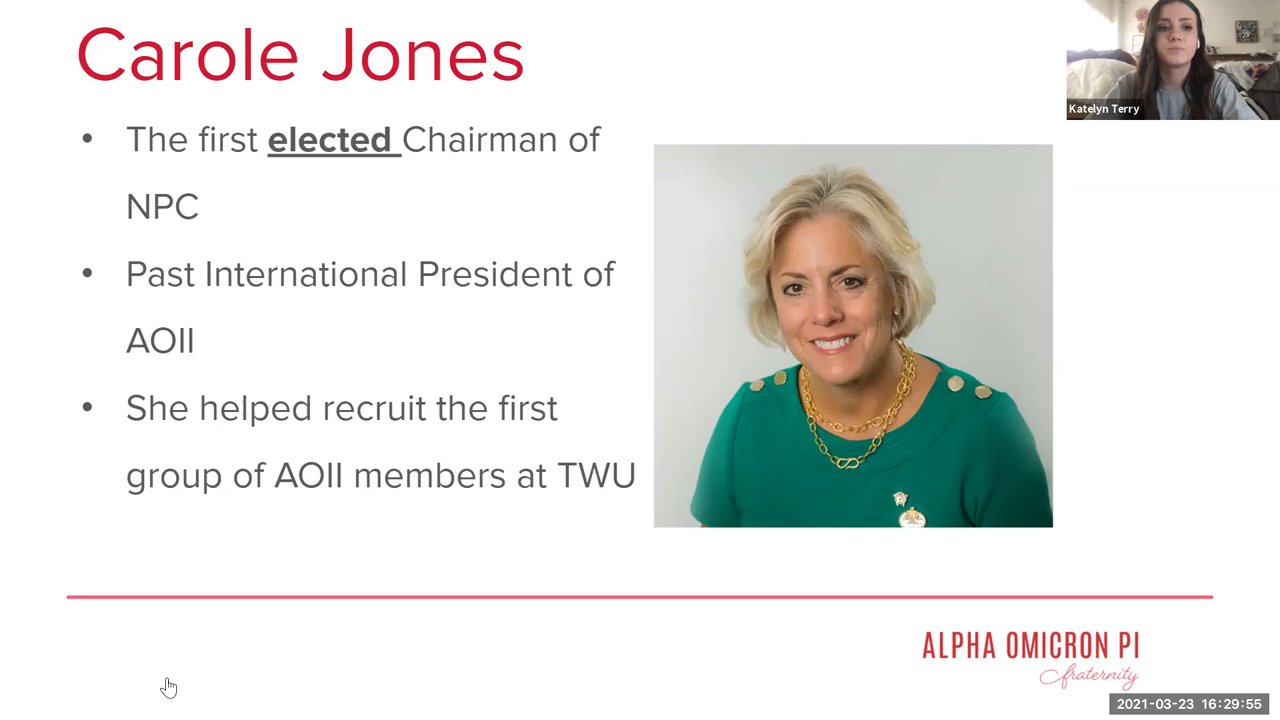 Carole Jones
• The first elected Chairman of
NPC
• Past International President of
AOII
• She helped recruit the first
group of AOII members at TWU
Katelyn Terry
ALPHA OMICRON PI
fraternity
2021-03-23 16:29:55